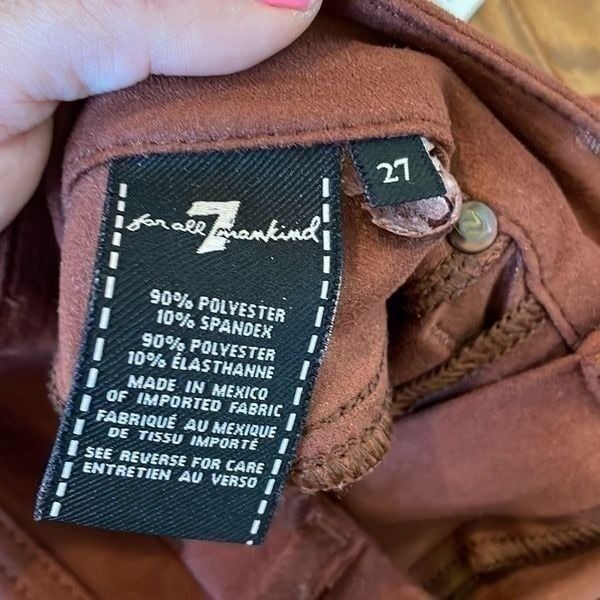 27
for all 7 mankind
90% POLYESTER
10% SPANDEX
90% POLYESTER
10% ÉLASTHANNE
MADE IN MEXICO
OF IMPORTED FABRIC
FABRIQUÉ AU MEXIQUE
DE TISSU IMPORTÉ
SEE REVERSE FOR CARE
ENTRETIEN AU VERSO